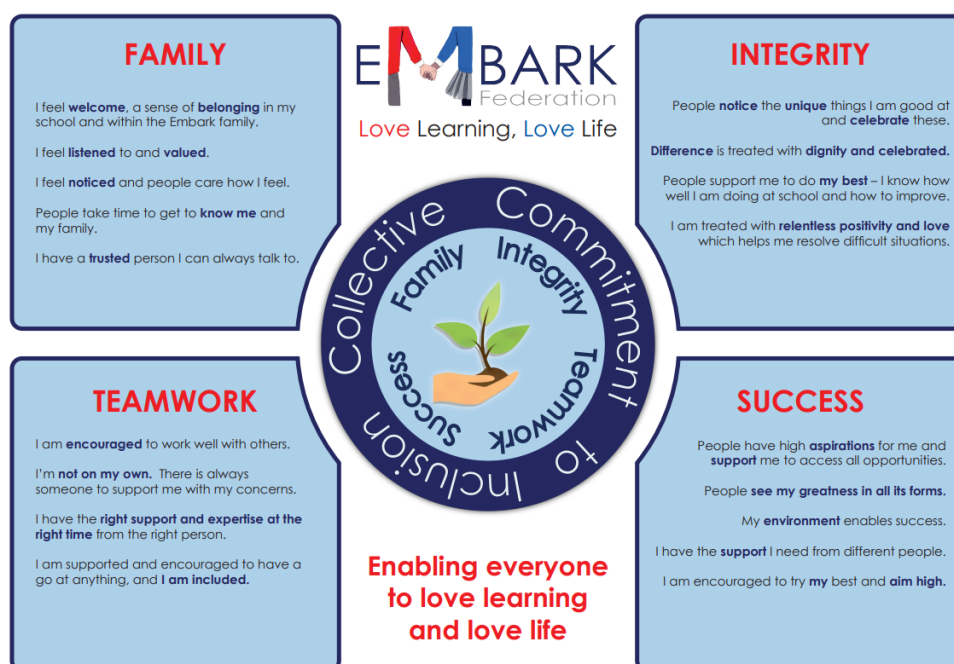 FAMILY
I feel welcome, a sense of belonging in my
school and within the Embark family.
I feel listened to and valued.
I feel noticed and people care how I feel.
People take time to get to know me and
my family.
I have a trusted person I can always talk to.
EMBARK
Federation
Love Learning, Love Life
INTEGRITY
People notice the unique things I am good at
and celebrate these.
Difference is treated with dignity and celebrated.
People support me to do my best – I know how
well I am doing at school and how to improve.
I am treated with relentless positivity and love
which helps me resolve difficult situations.
Collective Commitment to Inclusion
Family
Integrity
Teamwork
Success
TEAMWORK
I am encouraged to work well with others.
I'm not on my own. There is always
someone to support me with my concerns.
I have the right support and expertise at the
right time from the right person.
I am supported and encouraged to have a
go at anything, and I am included.
Enabling everyone
to love learning
and love life
SUCCESS
People have high aspirations for me and
support me to access all opportunities.
People see my greatness in all its forms.
My environment enables success.
I have the support I need from different people.
I am encouraged to try my best and aim high.